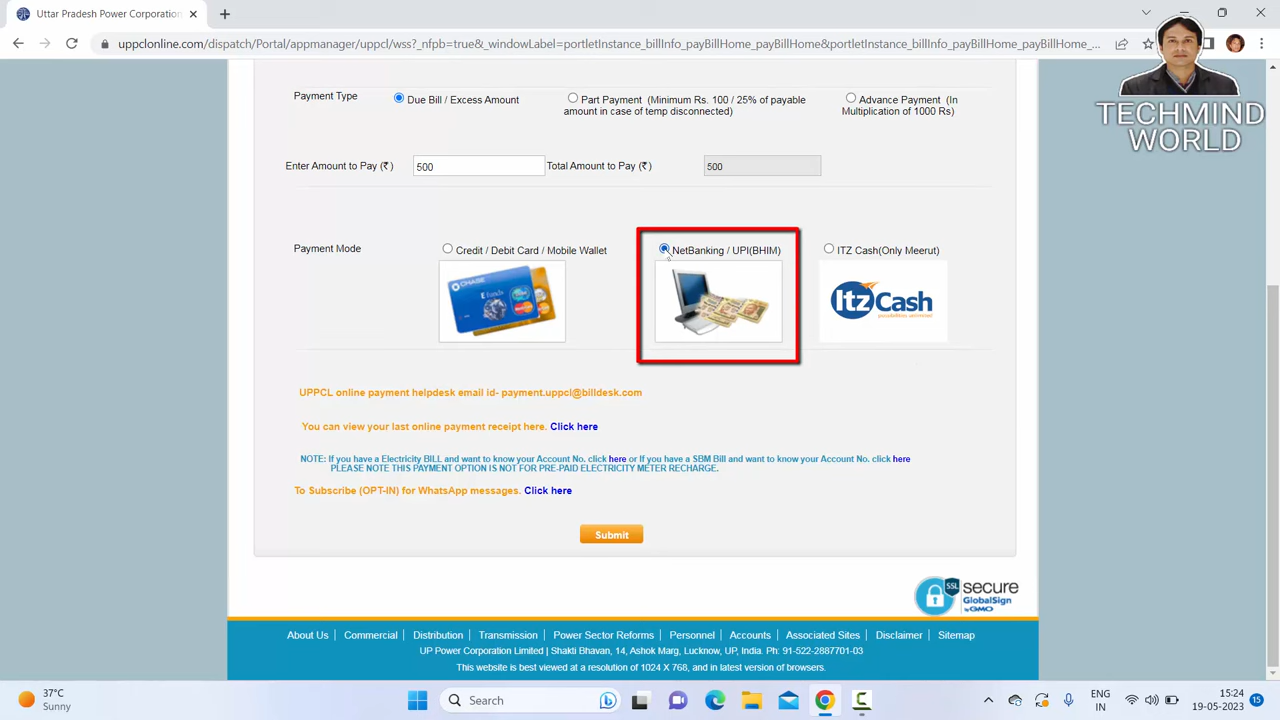 Uttar Pradesh Power Corporation
uppclonline.com/dispatch/Portal/appmanager/uppcl/wss?_nfpb=true_windowLabel=portletInstance_billInfo_payBillHome&portletInstance_billInfo_payBillHome_...
TECHMIND
WORLD
Payment Type
Due Bill / Excess Amount
Part Payment (Minimum Rs. 100 / 25% of payable
amount in case of temp disconnected)
Advance Payment (In
Multiplication of 1000 Rs)
Enter Amount to Pay (₹)
500
Total Amount to Pay (₹)
500
Payment Mode
Credit / Debit Card / Mobile Wallet
NetBanking / UPI(BHIM)
ITZ Cash(Only Meerut)
CHASE
ItzCash
UPPCL online payment helpdesk email id- payment.uppcl@billdesk.com
You can view your last online payment receipt here. Click here
NOTE: If you have a Electricity BILL and want to know your Account No. click here or If you have a SBM Bill and want to know your Account No. click here
PLEASE NOTE THIS PAYMENT OPTION IS NOT FOR PRE-PAID ELECTRICITY METER RECHARGE.
To Subscribe (OPT-IN) for WhatsApp messages. Click here
Submit
SSL
secure
GlobalSign
by GMO
About Us | Commercial | Distribution | Transmission | Power Sector Reforms | Personnel | Accounts | Associated Sites | Disclaimer | Sitemap
UP Power Corporation Limited | Shakti Bhavan, 14, Ashok Marg, Lucknow, UP, India. Ph: 91-522-2887701-03
This website is best viewed at a resolution of 1024 X 768, and in latest version of browsers.
37°C
Sunny
Search
ENG
IN
15:24
19-05-2023
15